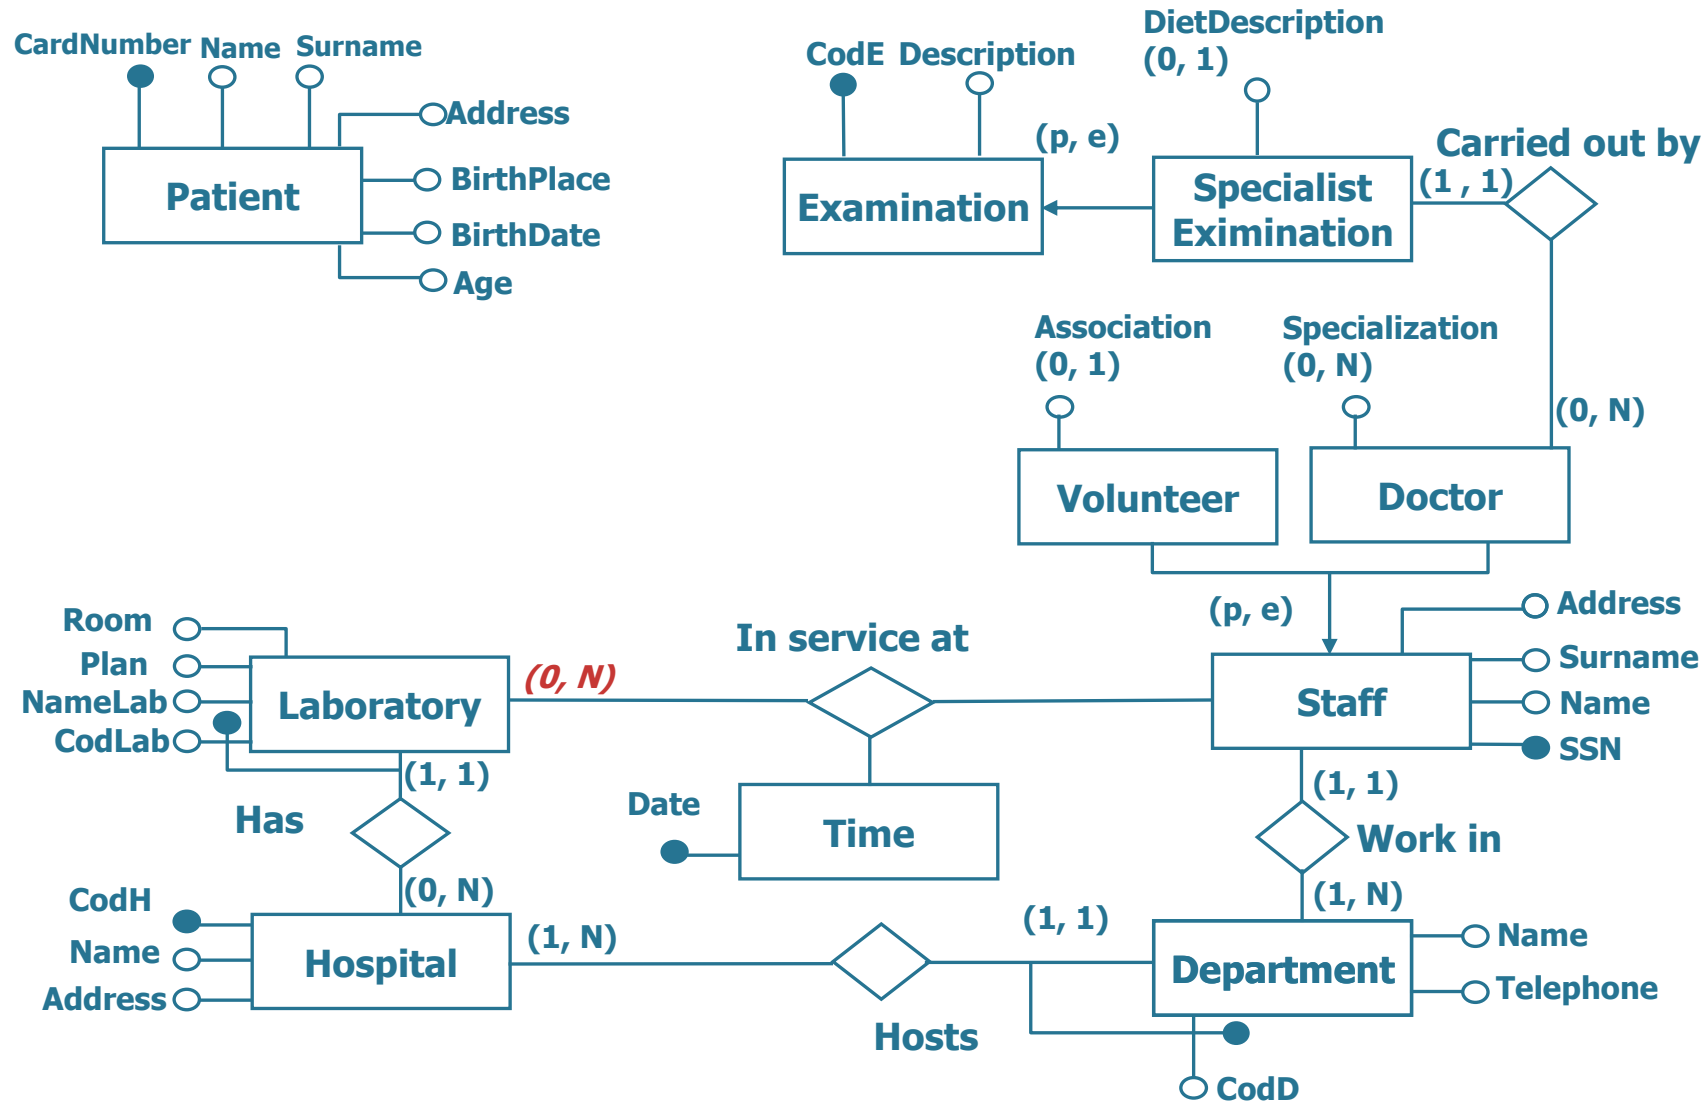 CardNumber
Name
Surname
Address
Patient
BirthPlace
BirthDate
Age
CodE
Description
DietDescription
(0, 1)
(p, e)
Examination
Specialist
Eximination
Carried out by
(1 , 1)
(0, N)
Association
(0, 1)
Specialization
(0, N)
Volunteer
Doctor
(p, e)
Room
Plan
NameLab
CodLab
Laboratory
(0, N)
In service at
Staff
Address
Surname
Name
SSN
(1, 1)
Has
Date
Time
(1, 1)
Work in
(0, N)
(1, N)
CodH
Name
Address
Hospital
(1, N)
Hosts
(1, 1)
Department
Name
Telephone
CodD